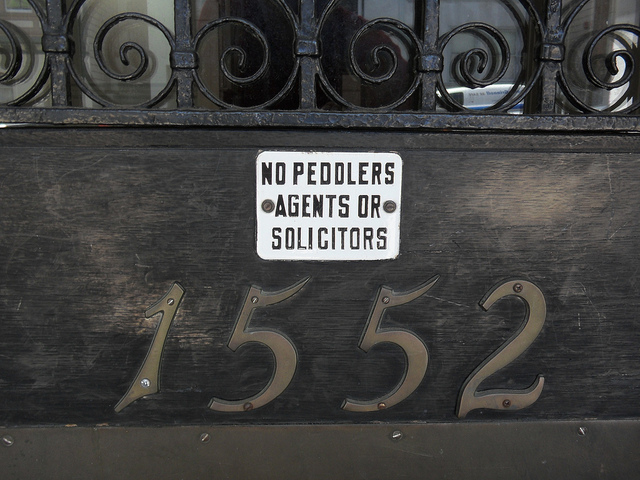 NO PEDDLERS
AGENTS OR
SOLICITORS
1552